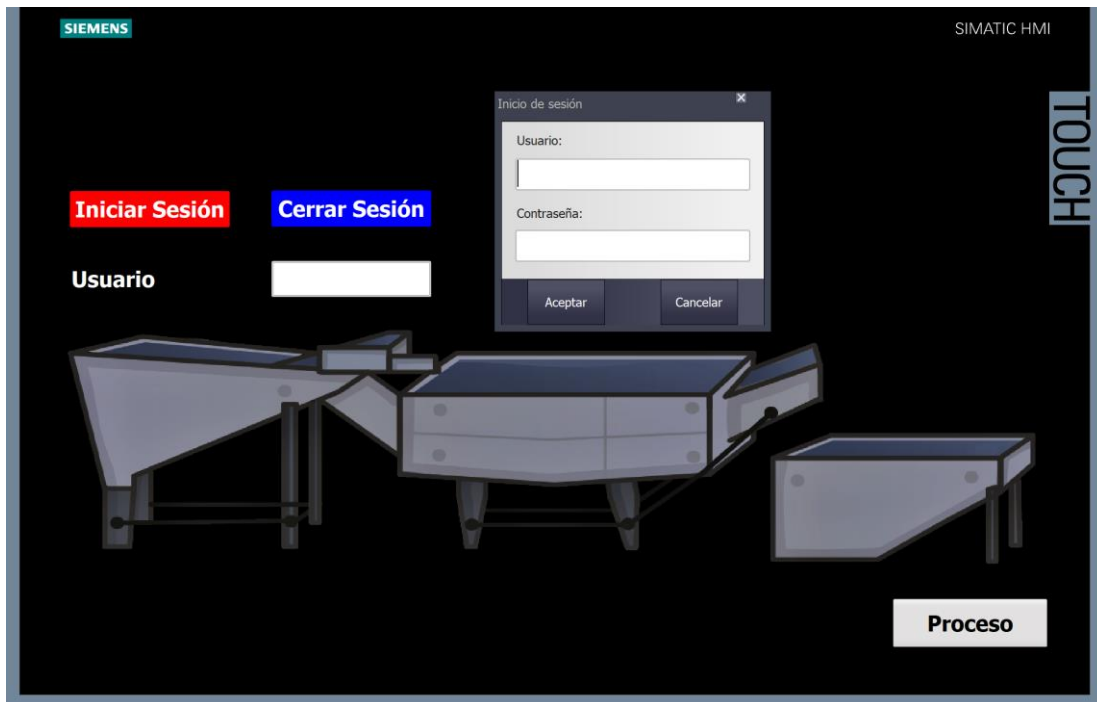 SIEMENS
SIMATIC HMI
TOUCH
Inicio de sesión
Usuario:
Contraseña:
Aceptar
Cancelar
Iniciar Sesión
Cerrar Sesión
Usuario
Proceso